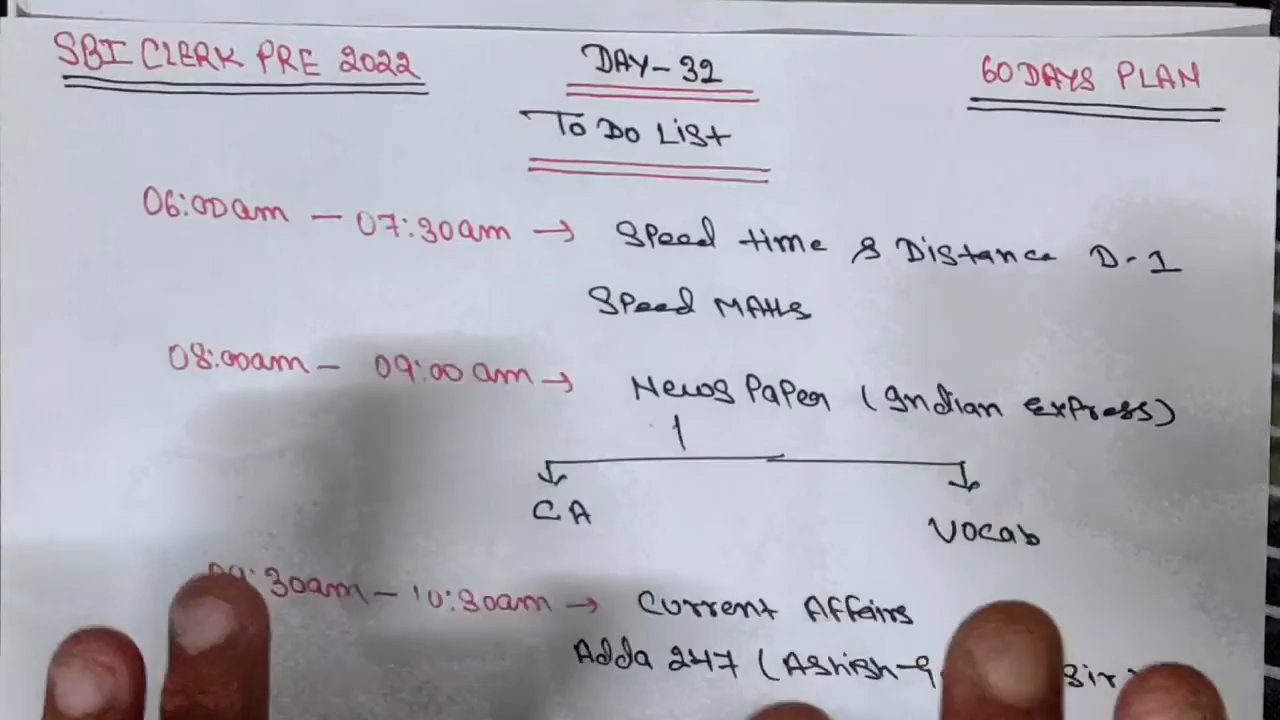 SBI CLERK PRE 2022 DAY-32 60 DAYS PLAN
To Do List
06:00am - 07:30am → Speed time & Distance D-1
Speed Maths
08:00am - 09:00am → News Paper (Indian Express)
CA Vocab
09:30am - 10:30am → Current Affairs
Adda 247 (Ashish Sir)